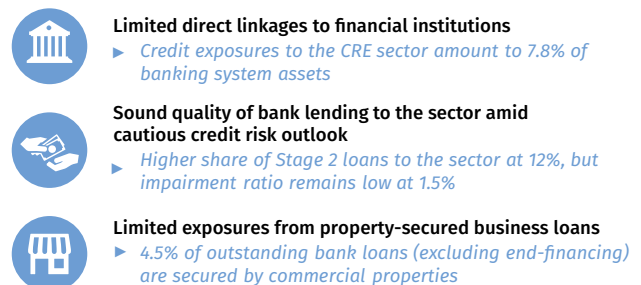 Limited direct linkages to financial institutions
► Credit exposures to the CRE sector amount to 7.8% of
banking system assets
Sound quality of bank lending to the sector amid
cautious credit risk outlook
► Higher share of Stage 2 loans to the sector at 12%, but
impairment ratio remains low at 1.5%
Limited exposures from property-secured business loans
► 4.5% of outstanding bank loans (excluding end-financing)
are secured by commercial properties